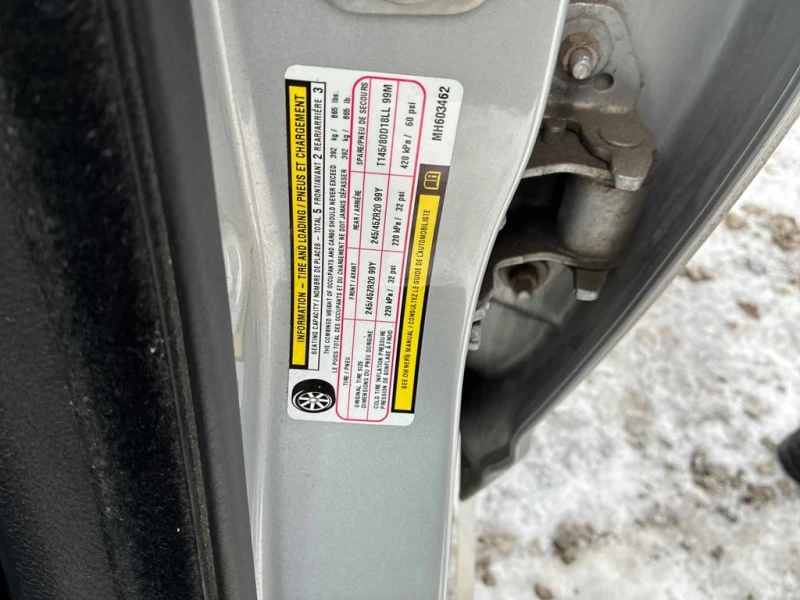 INFORMATION – TIRE AND LOADING / PNEUS ET CHARGEMENT
SEATING CAPACITY / NOMBRE DE PLACES – TOTAL 5 FRONT/AVANT 2 REAR/ARRIÈRE 3
THE COMBINED WEIGHT OF OCCUPANTS AND CARGO SHOULD NEVER EXCEED 392 kg / 865 lbs.
LE POIDS TOTAL DES OCCUPANTS ET DU CHARGEMENT NE DOIT JAMAIS DÉPASSER 392 kg / 865 lb.
TIRE / PNEU FRONT / AVANT REAR / ARRIÈRE SPARE/PNEU DE SECOURS
ORIGINAL TIRE SIZE
DIMENSIONS DU PNEU DORIGINE
245/45ZR20 99Y 245/45ZR20 99Y T145/80D18LL 99M
COLD TIRE INFLATION PRESSURE
PRESSION DE GONFLAGE À FROID
220 kPa / 32 psi 220 kPa / 32 psi 420 kPa / 60 psi
SEE OWNER'S MANUAL / CONSULTEZ LE GUIDE DE L'AUTOMOBILISTE
MH603462